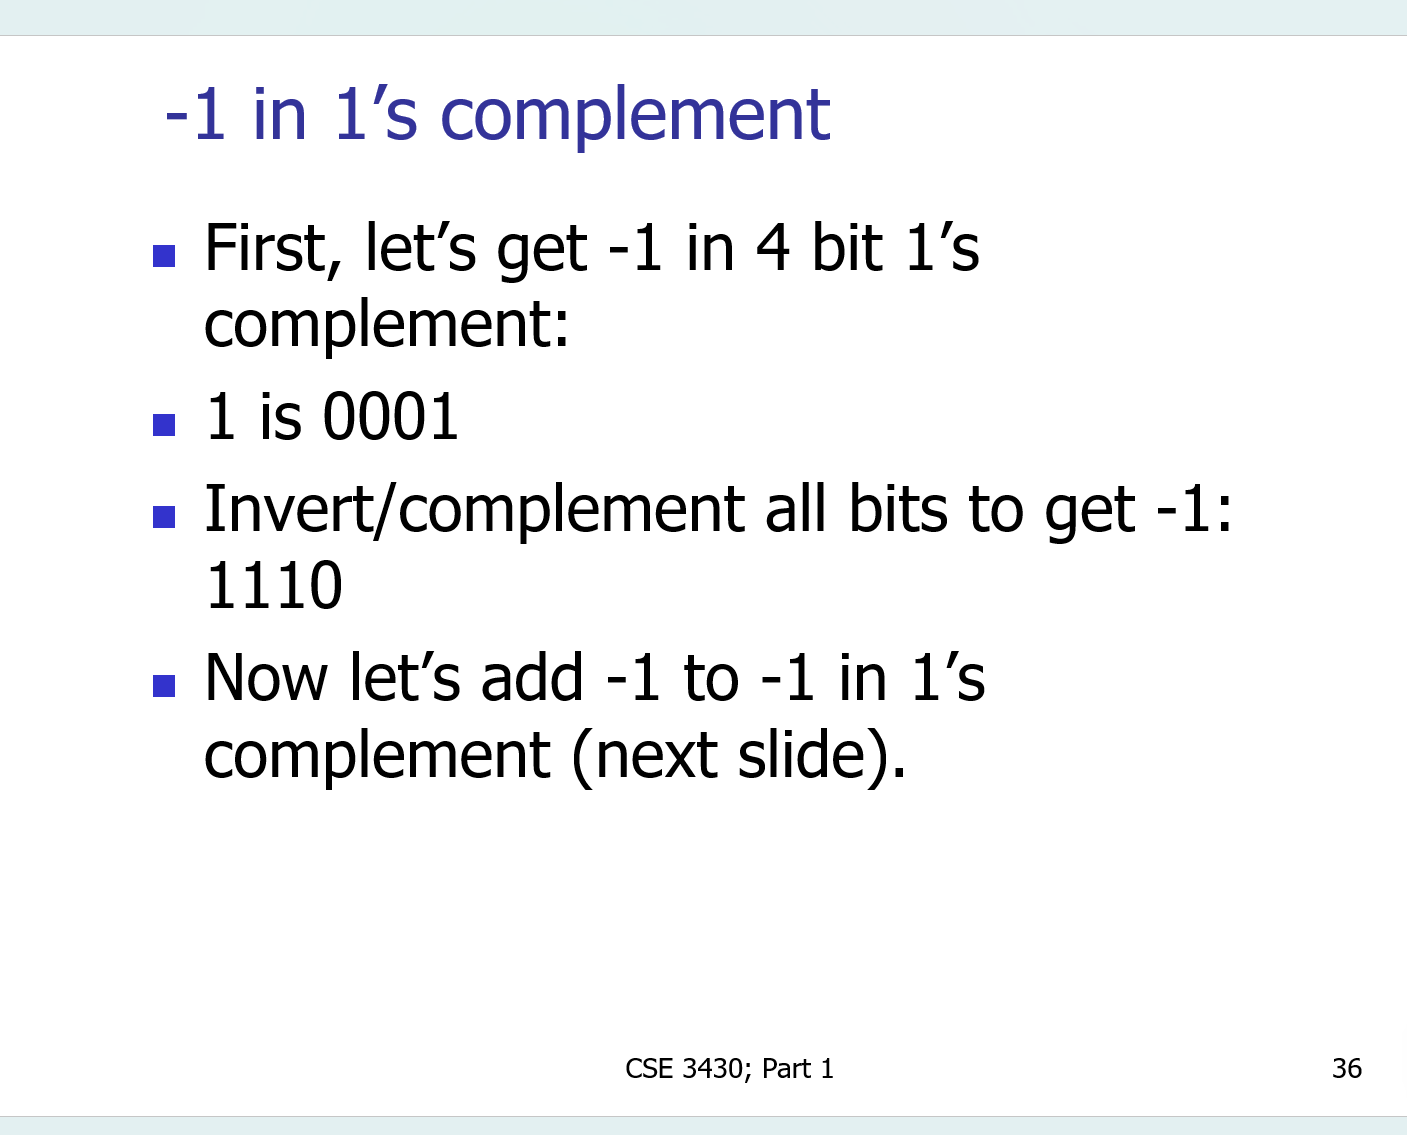 -1 in 1’s complement
First, let’s get -1 in 4 bit 1’s
complement:
1 is 0001
Invert/complement all bits to get -1:
1110
Now let’s add -1 to -1 in 1’s
complement (next slide).
CSE 3430; Part 1
36